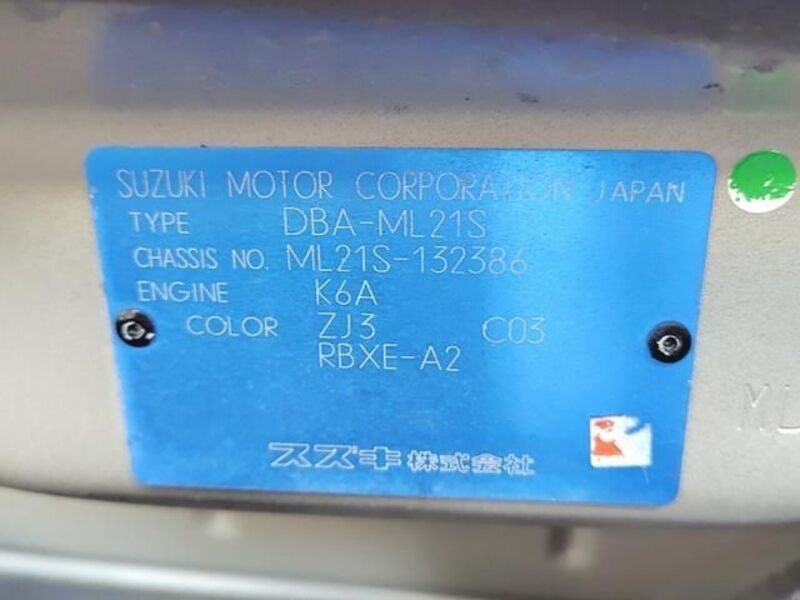 SUZUKI MOTOR CORPORATION JAPAN
TYPE DBA-ML21S
CHASSIS NO. ML21S-132386
ENGINE K6A
COLOR ZJ3 C03
RBXE-A2
スズキ株式会社